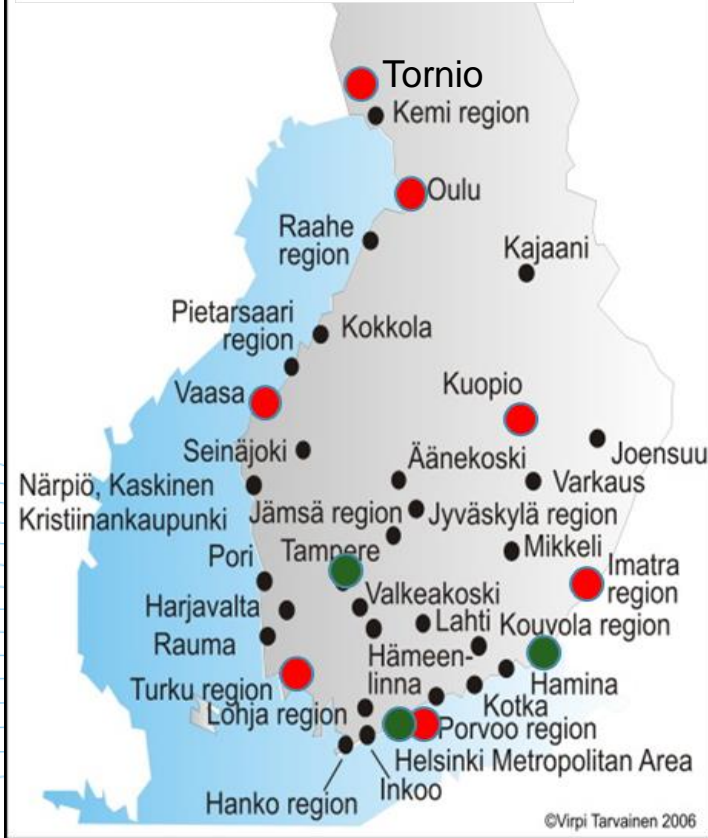 Tornio
Kemi region
Oulu
Raahe
region
Kajaani
Pietarsaari
region
Kokkola
Vaasa
Kuopio
Seinäjoki
Äänekoski
Joensuu
Närpiö, Kaskinen
Kristiinankaupunki
Varkaus
Jämsä region
Jyväskylä region
Tampere
Mikkeli
Pori
Imatra
region
Valkeakoski
Harjavalta
Lahti
Kouvola region
Rauma
Hämeen-
linna
Hamina
Turku region
Kotka
Lohja region
Porvoo region
Helsinki Metropolitan Area
Inkoo
Hanko region
©Virpi Tarvainen 2006